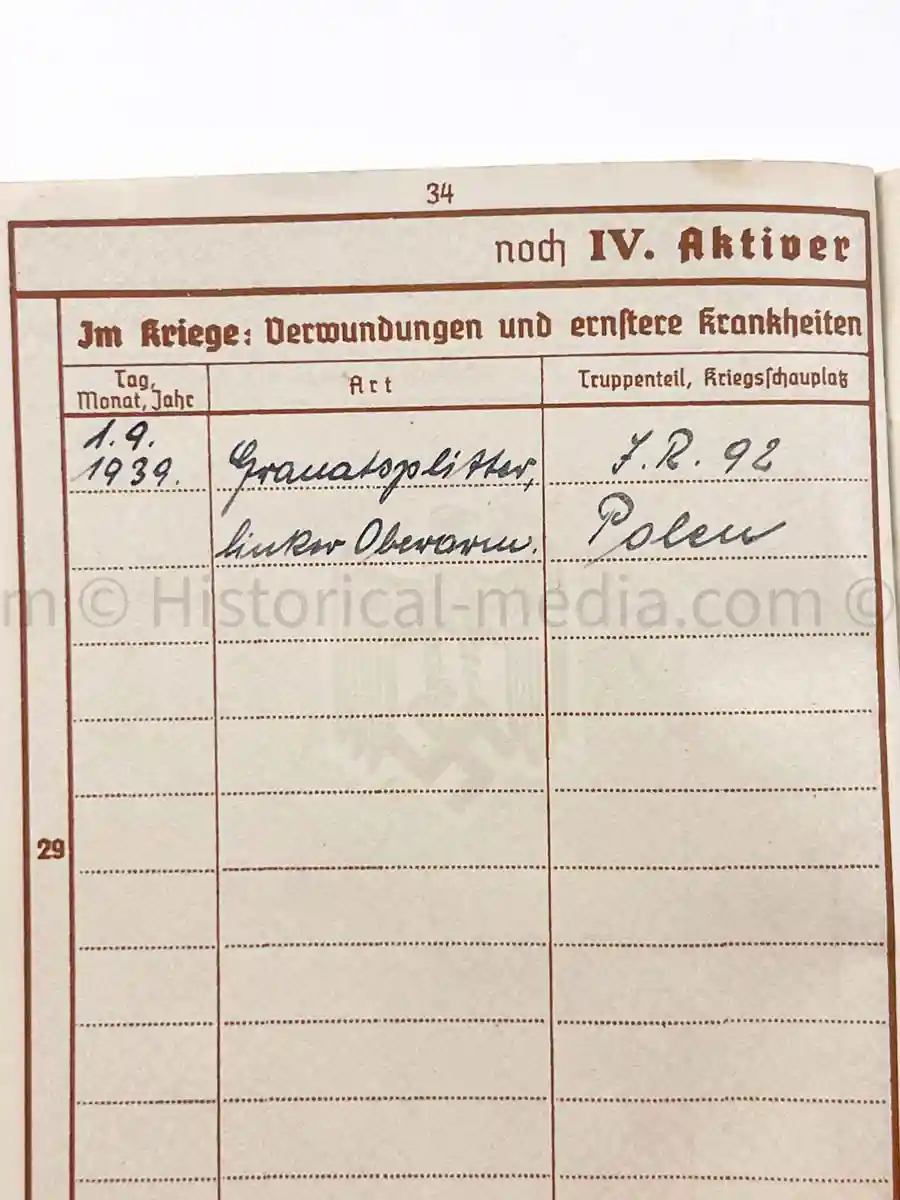 34
noch IV. Aktiver
Im Kriege: Verwundungen und ernstere Krankheiten
Tag, Monat, Jahr
Art
Truppenteil, Kriegsschauplatz
1.9.
1939.
Granatsplitter,
J.R. 92
linker Oberarm.
Polen
m © Historical-media.com ©
29